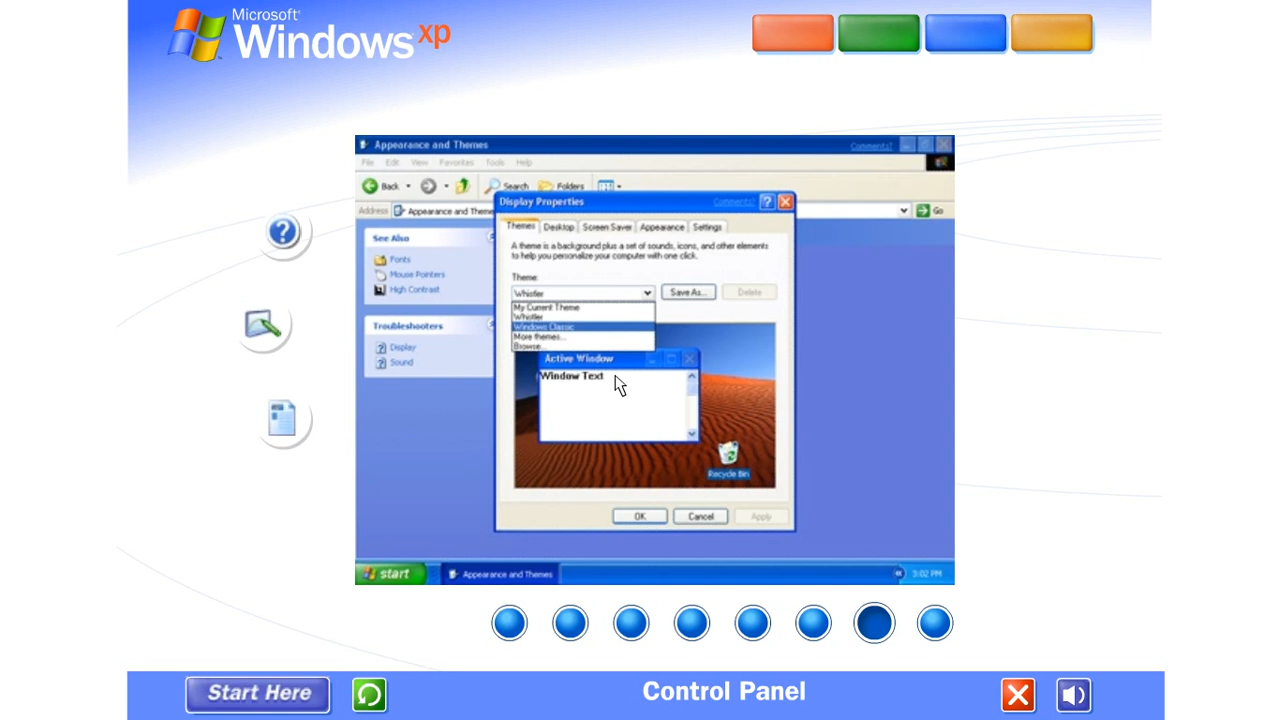 Microsoft®
Windows xp
Appearance and Themes
Comments?
File Edit View Favorites Tools Help
Back Search Folders
Address Appearance and Theme Go
Display Properties
Comments?
Themes Desktop Screen Saver Appearance Settings
A theme is a background plus a set of sounds, icons, and other elements
to help you personalize your computer with one click.
Theme:
Whistler Save As... Delete
My Current Theme
Whistler
Windows Classic
More themes...
Browse...
See Also
Fonts
Mouse Pointers
High Contrast
Troubleshooters
Display
Sound
Active Window
Window Text
Recycle Bin
OK Cancel Apply
start Appearance and Themes 3:02 PM
Start Here Control Panel